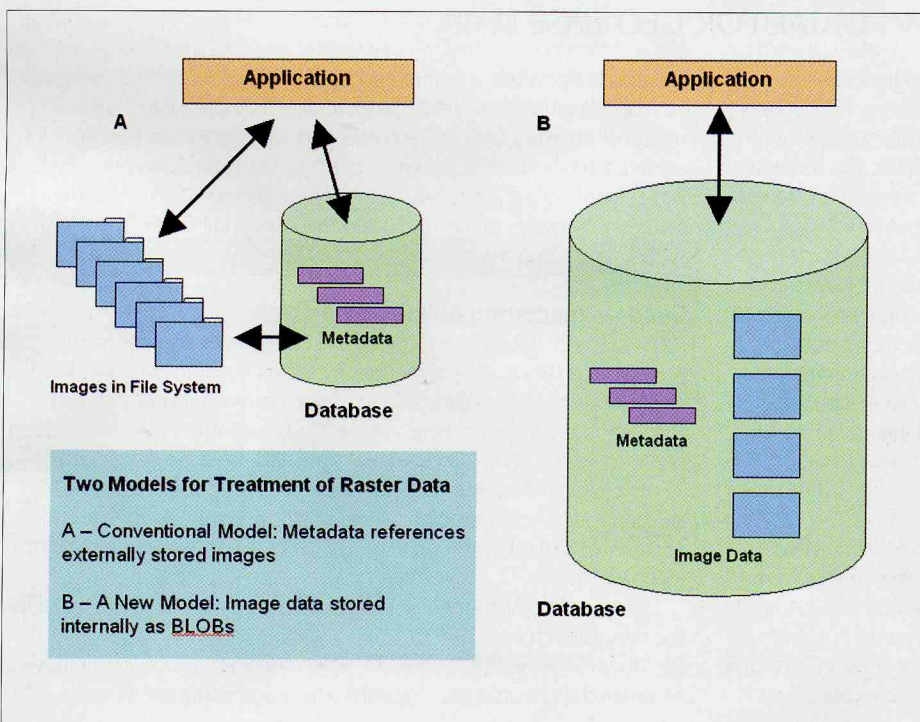 Application
A
Metadata
Images in File System
Database
Two Models for Treatment of Raster Data
A – Conventional Model: Metadata references
externally stored images
B – A New Model: Image data stored
internally as BLOBs
Application
B
Metadata
Image Data
Database